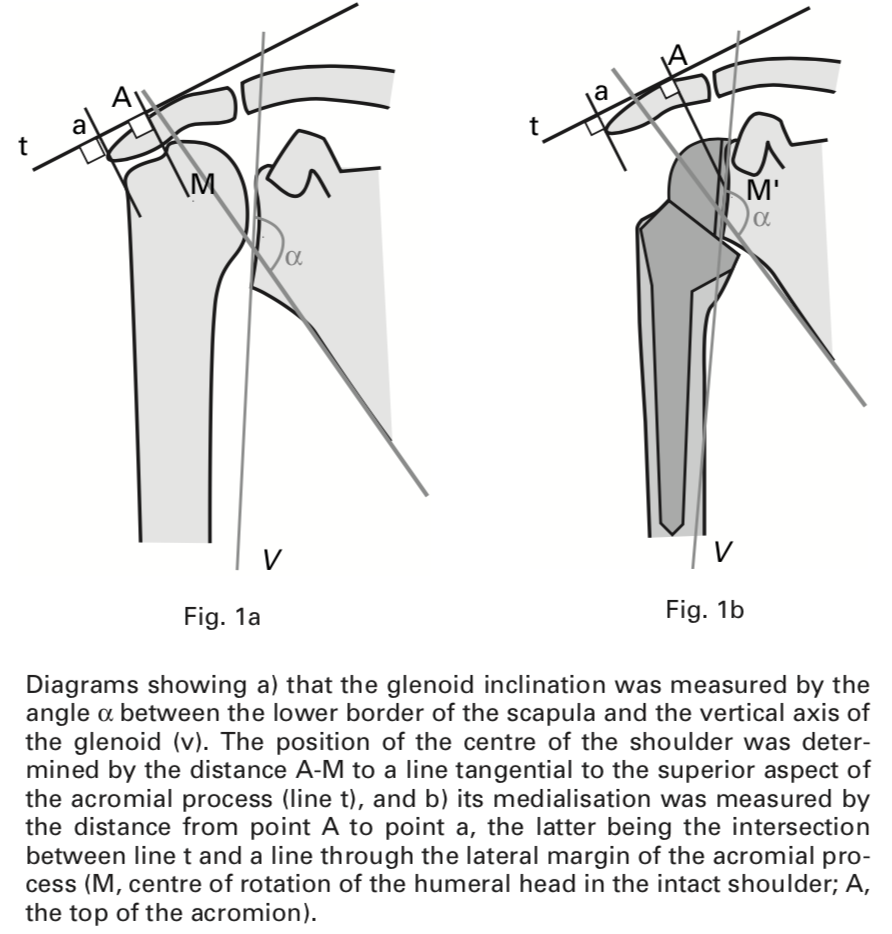 t
a
A
M
α
V
Fig. 1a
t
a
A
M'
α
V
Fig. 1b
Diagrams showing a) that the glenoid inclination was measured by the
angle α between the lower border of the scapula and the vertical axis of
the glenoid (v). The position of the centre of the shoulder was deter-
mined by the distance A-M to a line tangential to the superior aspect of
the acromial process (line t), and b) its medialisation was measured by
the distance from point A to point a, the latter being the intersection
between line t and a line through the lateral margin of the acromial pro-
cess (M, centre of rotation of the humeral head in the intact shoulder; A,
the top of the acromion).